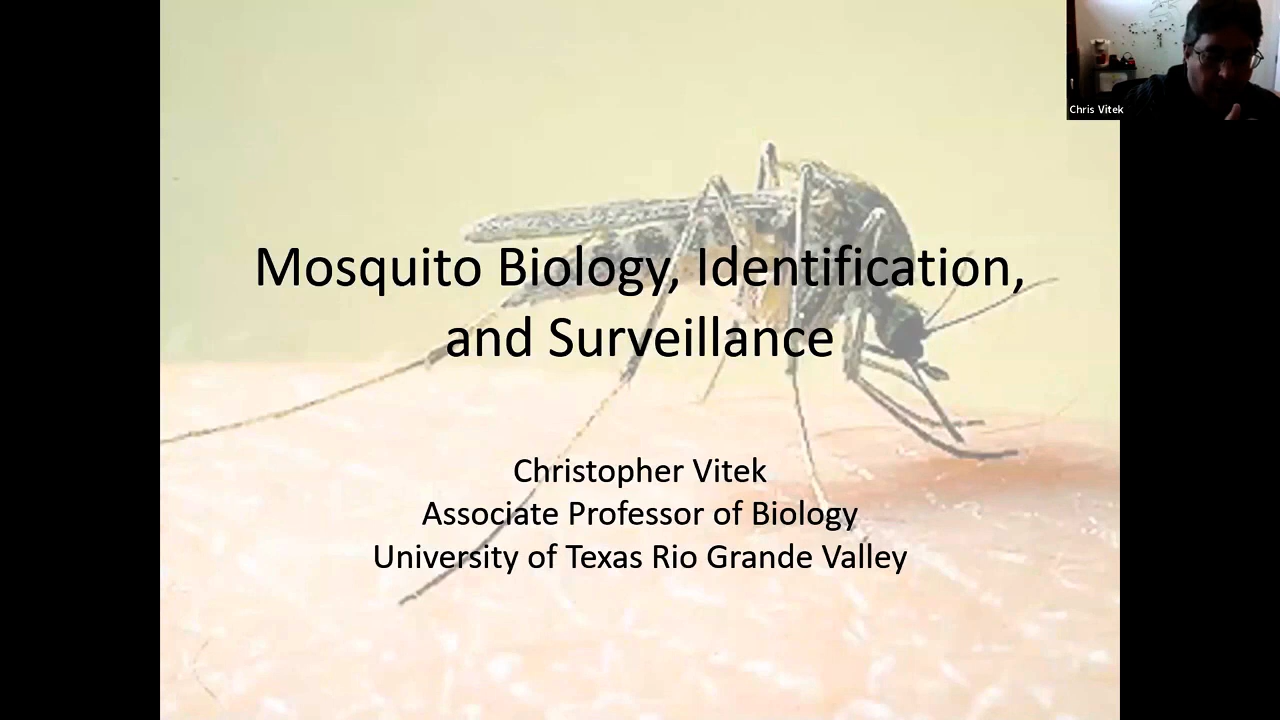 Chris Vitek
Mosquito Biology, Identification,
and Surveillance
Christopher Vitek
Associate Professor of Biology
University of Texas Rio Grande Valley